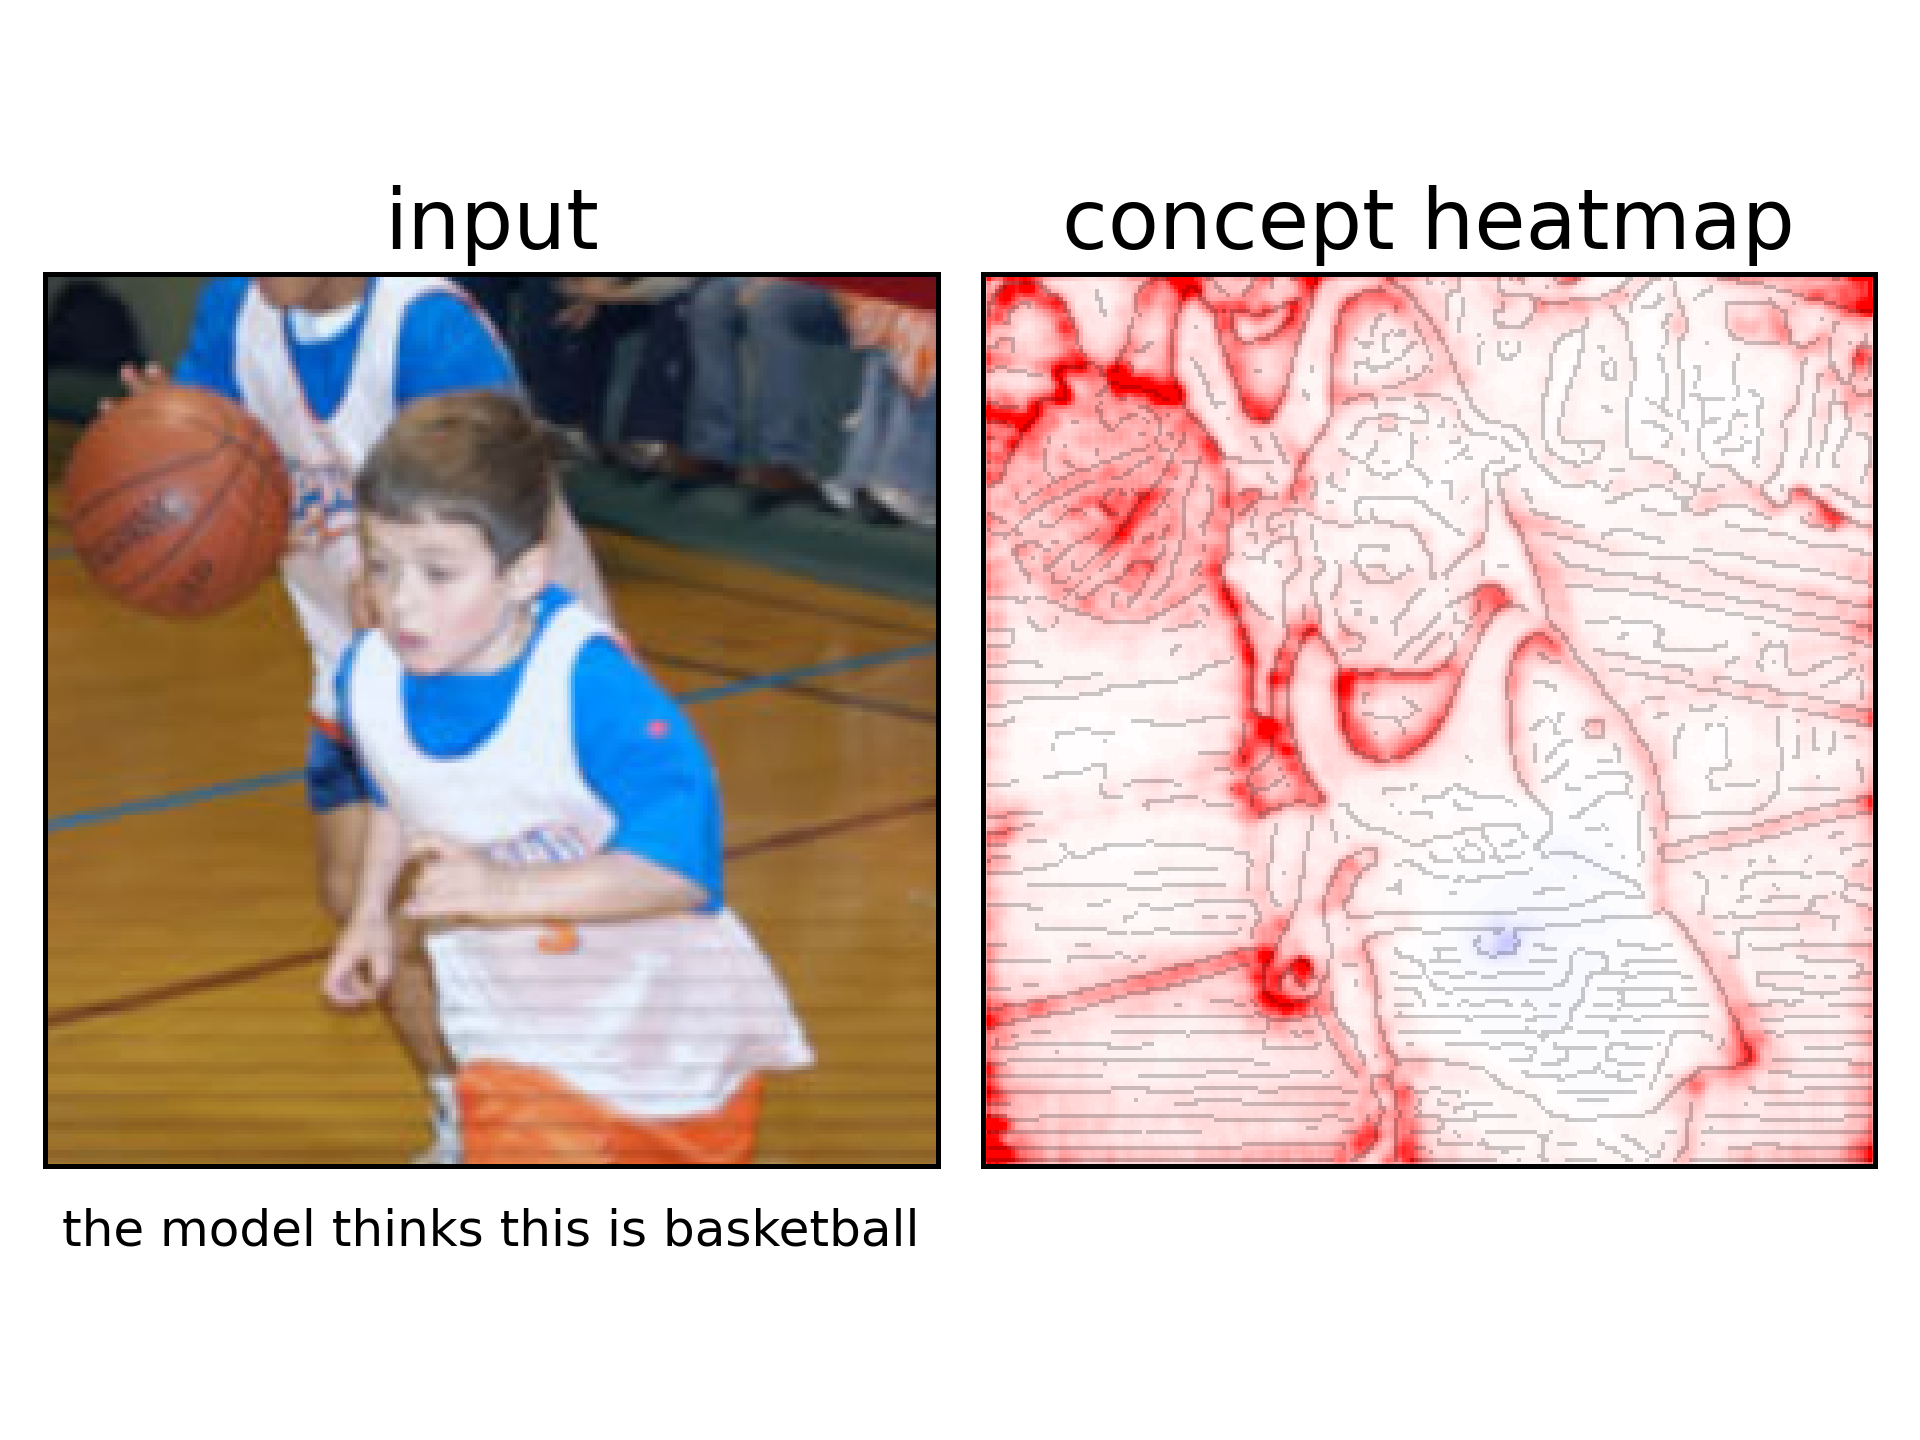 input
concept heatmap
the model thinks this is basketball